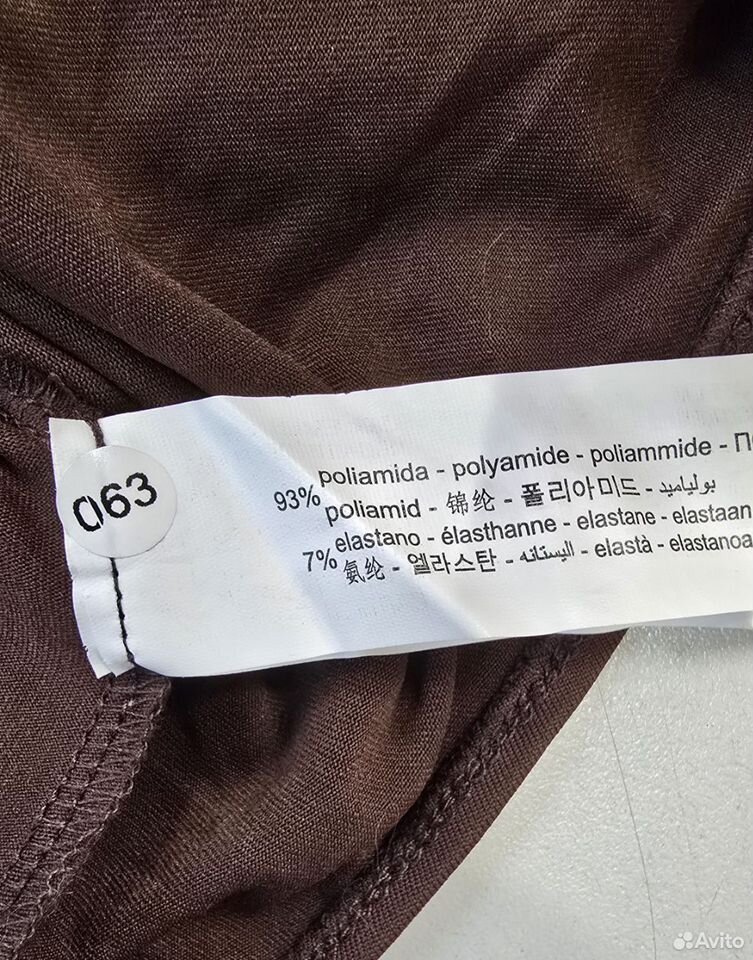 063
93% poliamida - polyamide - poliammide - П
poliamid - 锦纶 - 폴리아미드 - بولياميد
7% elastano - élasthanne - elastane - elastaan
氨纶 - 엘라스탄 - اليستانه - elastà - elastanoa
Avito